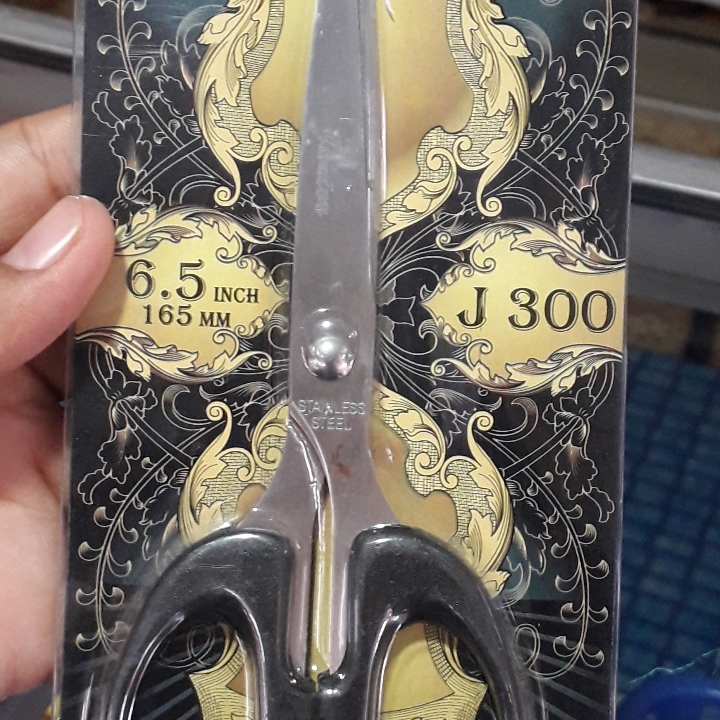 6.5 INCH
165 MM
J 300
STAINLESS
STEEL